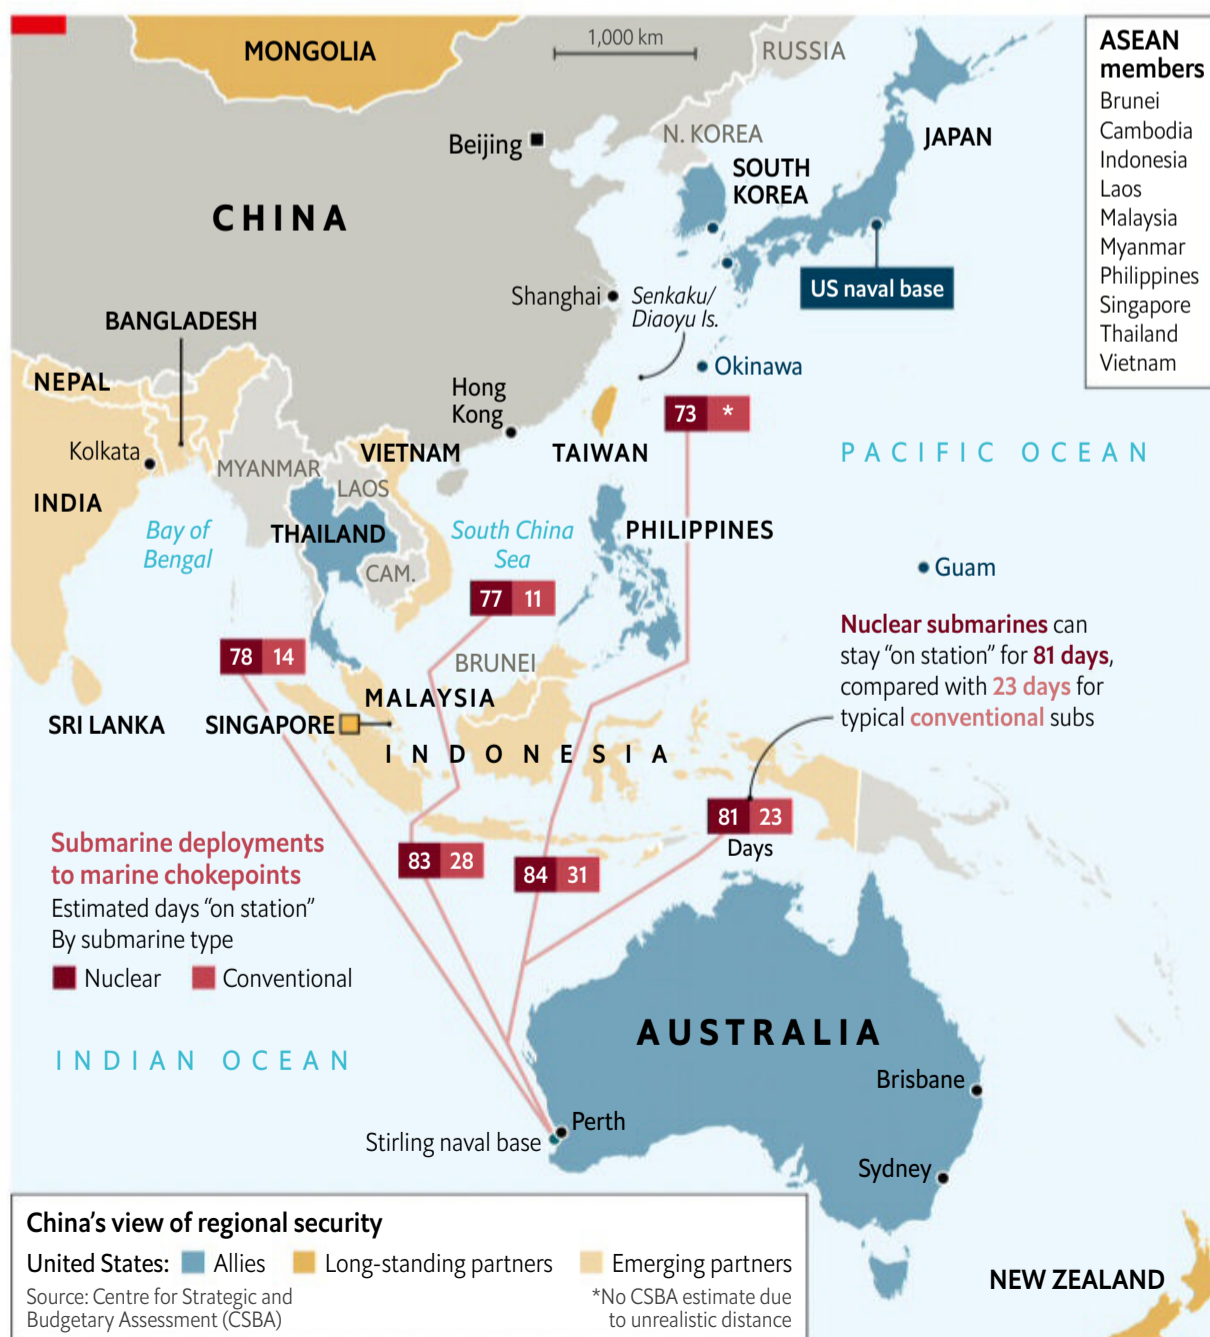 MONGOLIA
1,000 km
RUSSIA
ASEAN
members
Brunei
Cambodia
Indonesia
Laos
Malaysia
Myanmar
Philippines
Singapore
Thailand
Vietnam
Beijing
N. KOREA
JAPAN
SOUTH
KOREA
CHINA
US naval base
Shanghai
Senkaku/
Diaoyu Is.
BANGLADESH
Okinawa
NEPAL
Hong
Kong
73 *
Kolkata
MYANMAR
VIETNAM
TAIWAN
PACIFIC OCEAN
LAOS
INDIA
Bay of
Bengal
THAILAND
South China
Sea
PHILIPPINES
CAM.
Guam
77 11
Nuclear submarines can
stay “on station” for 81 days,
compared with 23 days for
typical conventional subs
78 14
BRUNEI
MALAYSIA
SRI LANKA
SINGAPORE
INDONESIA
81 23
Days
Submarine deployments
to marine chokepoints
Estimated days “on station”
By submarine type
Nuclear Conventional
83 28
84 31
AUSTRALIA
INDIAN OCEAN
Brisbane
Perth
Stirling naval base
Sydney
China’s view of regional security
United States: Allies Long-standing partners Emerging partners
Source: Centre for Strategic and
Budgetary Assessment (CSBA)
*No CSBA estimate due
to unrealistic distance
NEW ZEALAND